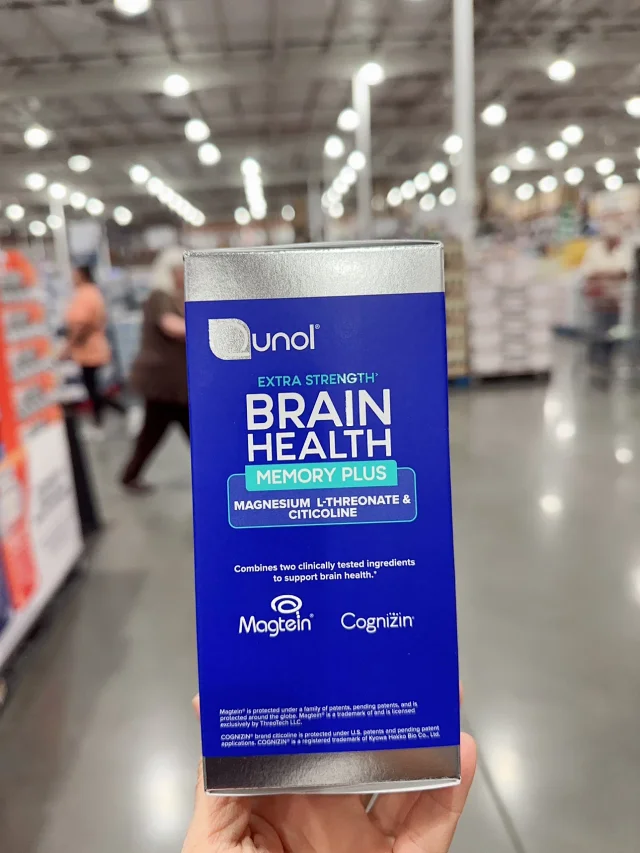 Qunol®
EXTRA STRENGTH*
BRAIN
HEALTH
MEMORY PLUS
MAGNESIUM L-THREONATE &
CITICOLINE
Combines two clinically tested ingredients
to support brain health.*
Magtein®
Cognizin®
Magtein® is protected under a family of patents, pending patents, and is
protected around the globe. Magtein® is a trademark of and is licensed
exclusively by ThreoTech LLC.
COGNIZIN® brand citicoline is protected under U.S. patents and pending patent
applications. COGNIZIN® is a registered trademark of Kyowa Hakko Bio Co., Ltd.